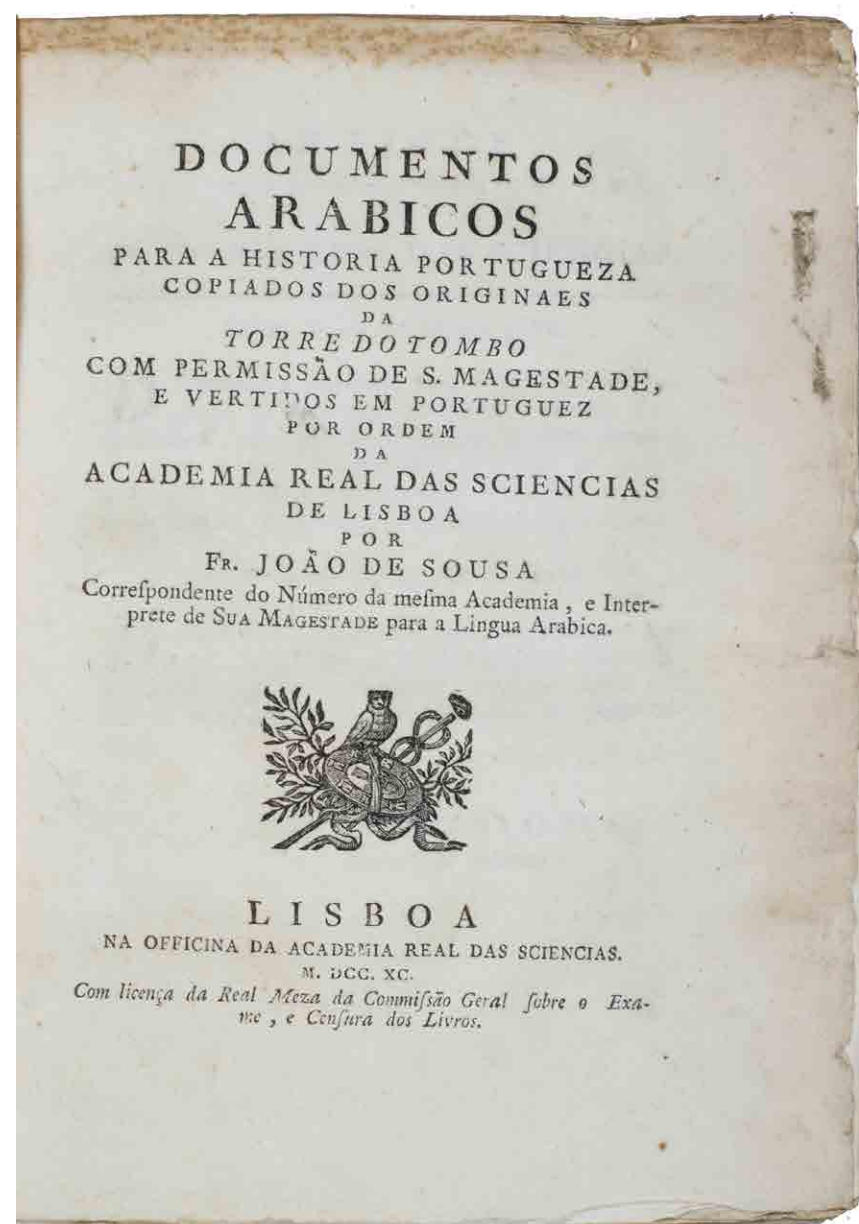 DOCUMENTOS
ARABICOS
PARA A HISTORIA PORTUGUEZA
COPIADOS DOS ORIGINAES
DA
TORRE DO TOMBO
COM PERMISSÃO DE S. MAGESTADE,
E VERTIDOS EM PORTUGUEZ
POR ORDEM
DA
ACADEMIA REAL DAS SCIENCIAS
DE LISBOA
POR
FR. JOÃO DE SOUSA
Correſpondente do Número da meſma Academia , e Inter-
prete de SUA MAGESTADE para a Lingua Arabica.
LISBOA
NA OFFICINA DA ACADEMIA REAL DAS SCIENCIAS.
M. DCC. XC.
Com licença da Real Meza da Commiſsão Geral ſobre o Exa-
me , e Cenſura dos Livros.